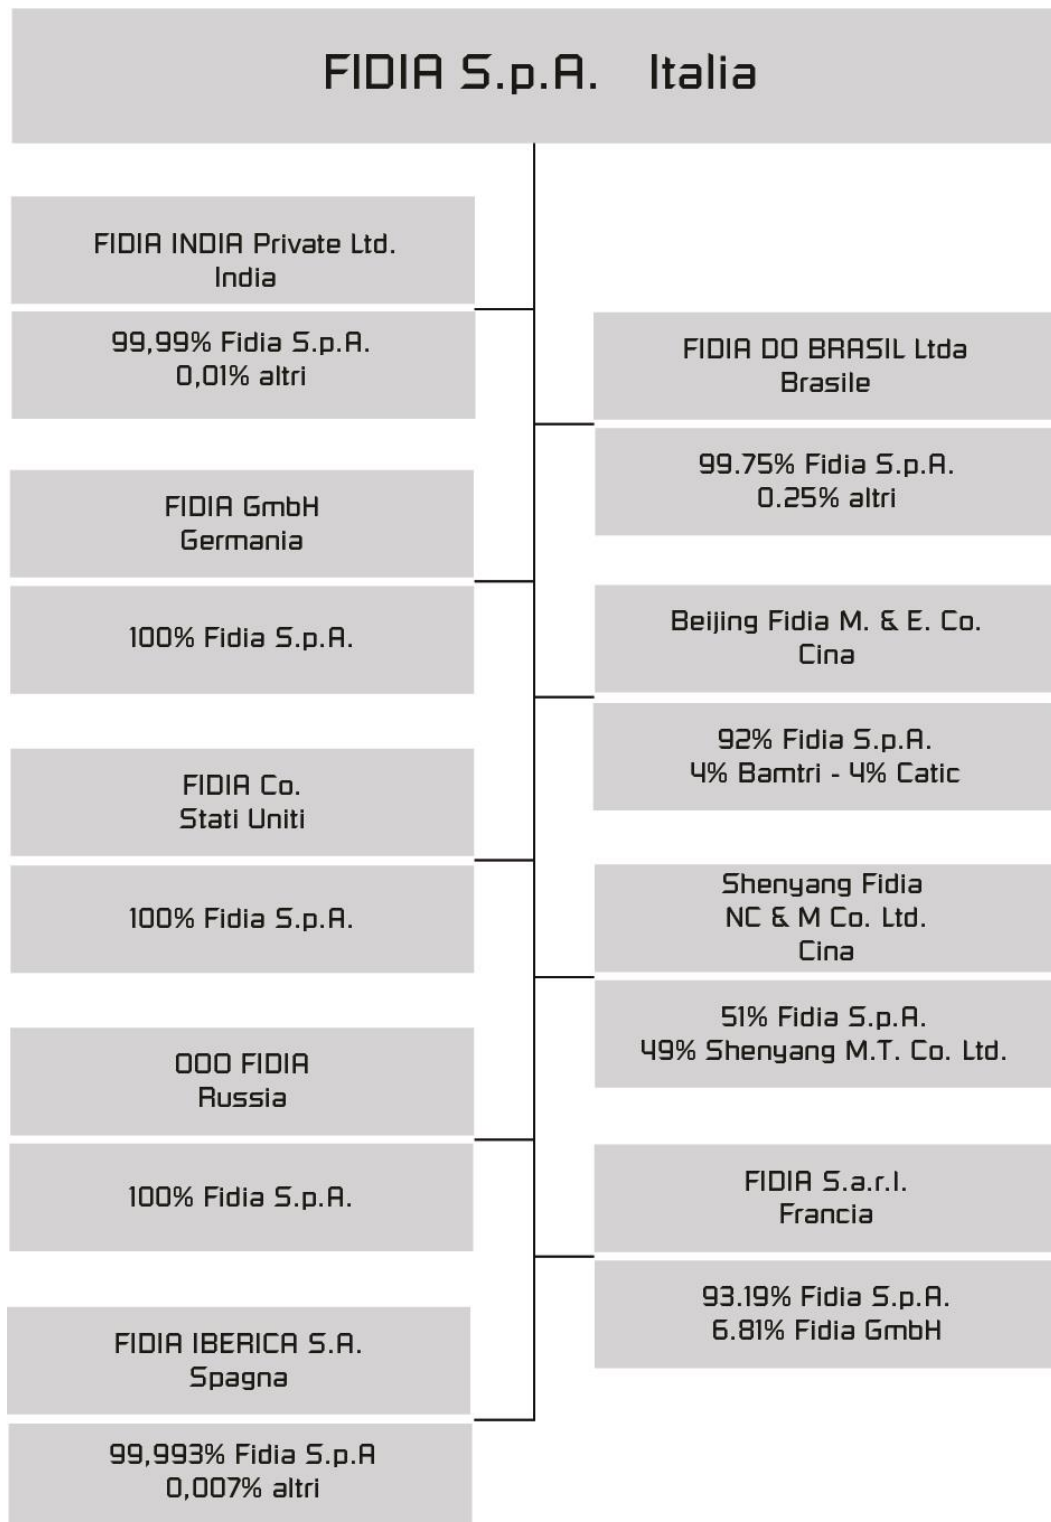 FIDIA S.p.A. Italia
FIDIA INDIA Private Ltd.
India
99,99% Fidia S.p.A.
0,01% altri
FIDIA GmbH
Germania
100% Fidia S.p.A.
FIDIA Co.
Stati Uniti
100% Fidia S.p.A.
OOO FIDIA
Russia
100% Fidia S.p.A.
FIDIA IBERICA S.A.
Spagna
99,993% Fidia S.p.A
0,007% altri
FIDIA DO BRASIL Ltda
Brasile
99.75% Fidia S.p.A.
0.25% altri
Beijing Fidia M. & E. Co.
Cina
92% Fidia S.p.A.
4% Bamtri - 4% Catic
Shenyang Fidia
NC & M Co. Ltd.
Cina
51% Fidia S.p.A.
49% Shenyang M.T. Co. Ltd.
FIDIA S.a.r.l.
Francia
93.19% Fidia S.p.A.
6.81% Fidia GmbH